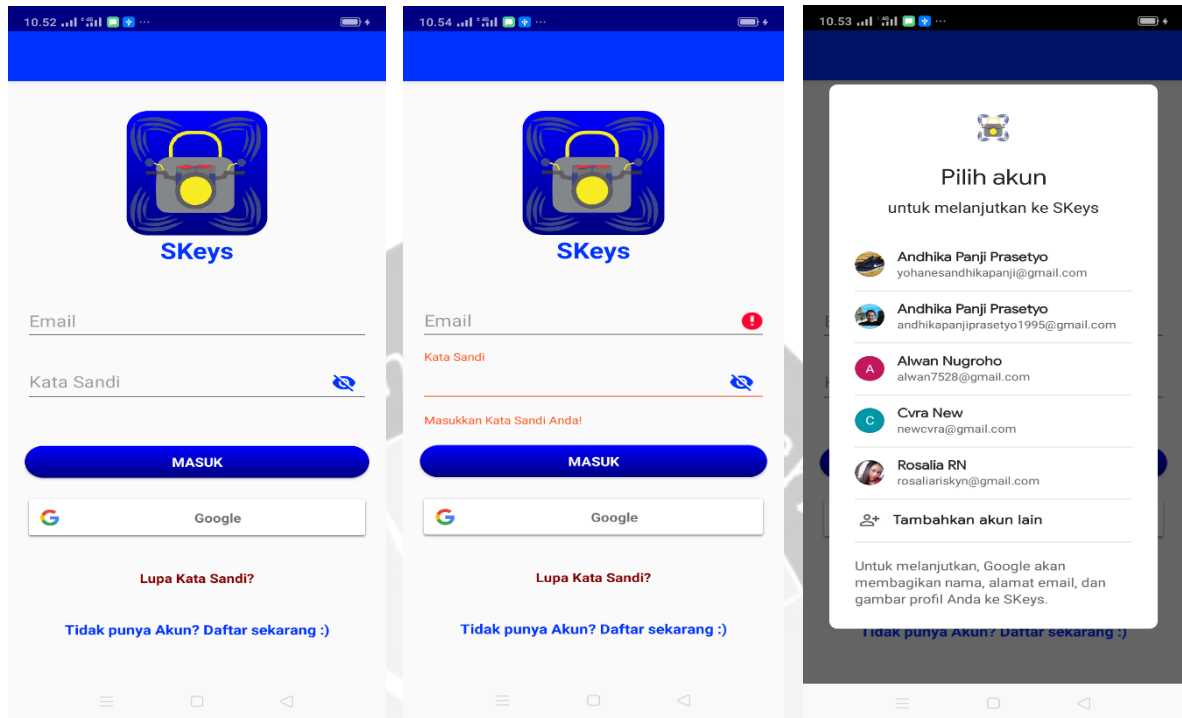 10.52
SKeys
Email
Kata Sandi
MASUK
Google
Lupa Kata Sandi?
Tidak punya Akun? Daftar sekarang :)
10.54
SKeys
Email
Kata Sandi
Masukkan Kata Sandi Anda!
MASUK
Google
Lupa Kata Sandi?
Tidak punya Akun? Daftar sekarang :)
10.53
Pilih akun
untuk melanjutkan ke SKeys
Andhika Panji Prasetyo
yohanesandhikapanji@gmail.com
Andhika Panji Prasetyo
andhikapanjiprasetyo1995@gmail.com
A
Alwan Nugroho
alwan7528@gmail.com
C
Cvra New
newcvra@gmail.com
Rosalia RN
rosaliariskyn@gmail.com
Tambahkan akun lain
Untuk melanjutkan, Google akan
membagikan nama, alamat email, dan
gambar profil Anda ke SKeys.
Tidak punya Akun? Daftar sekarang :)